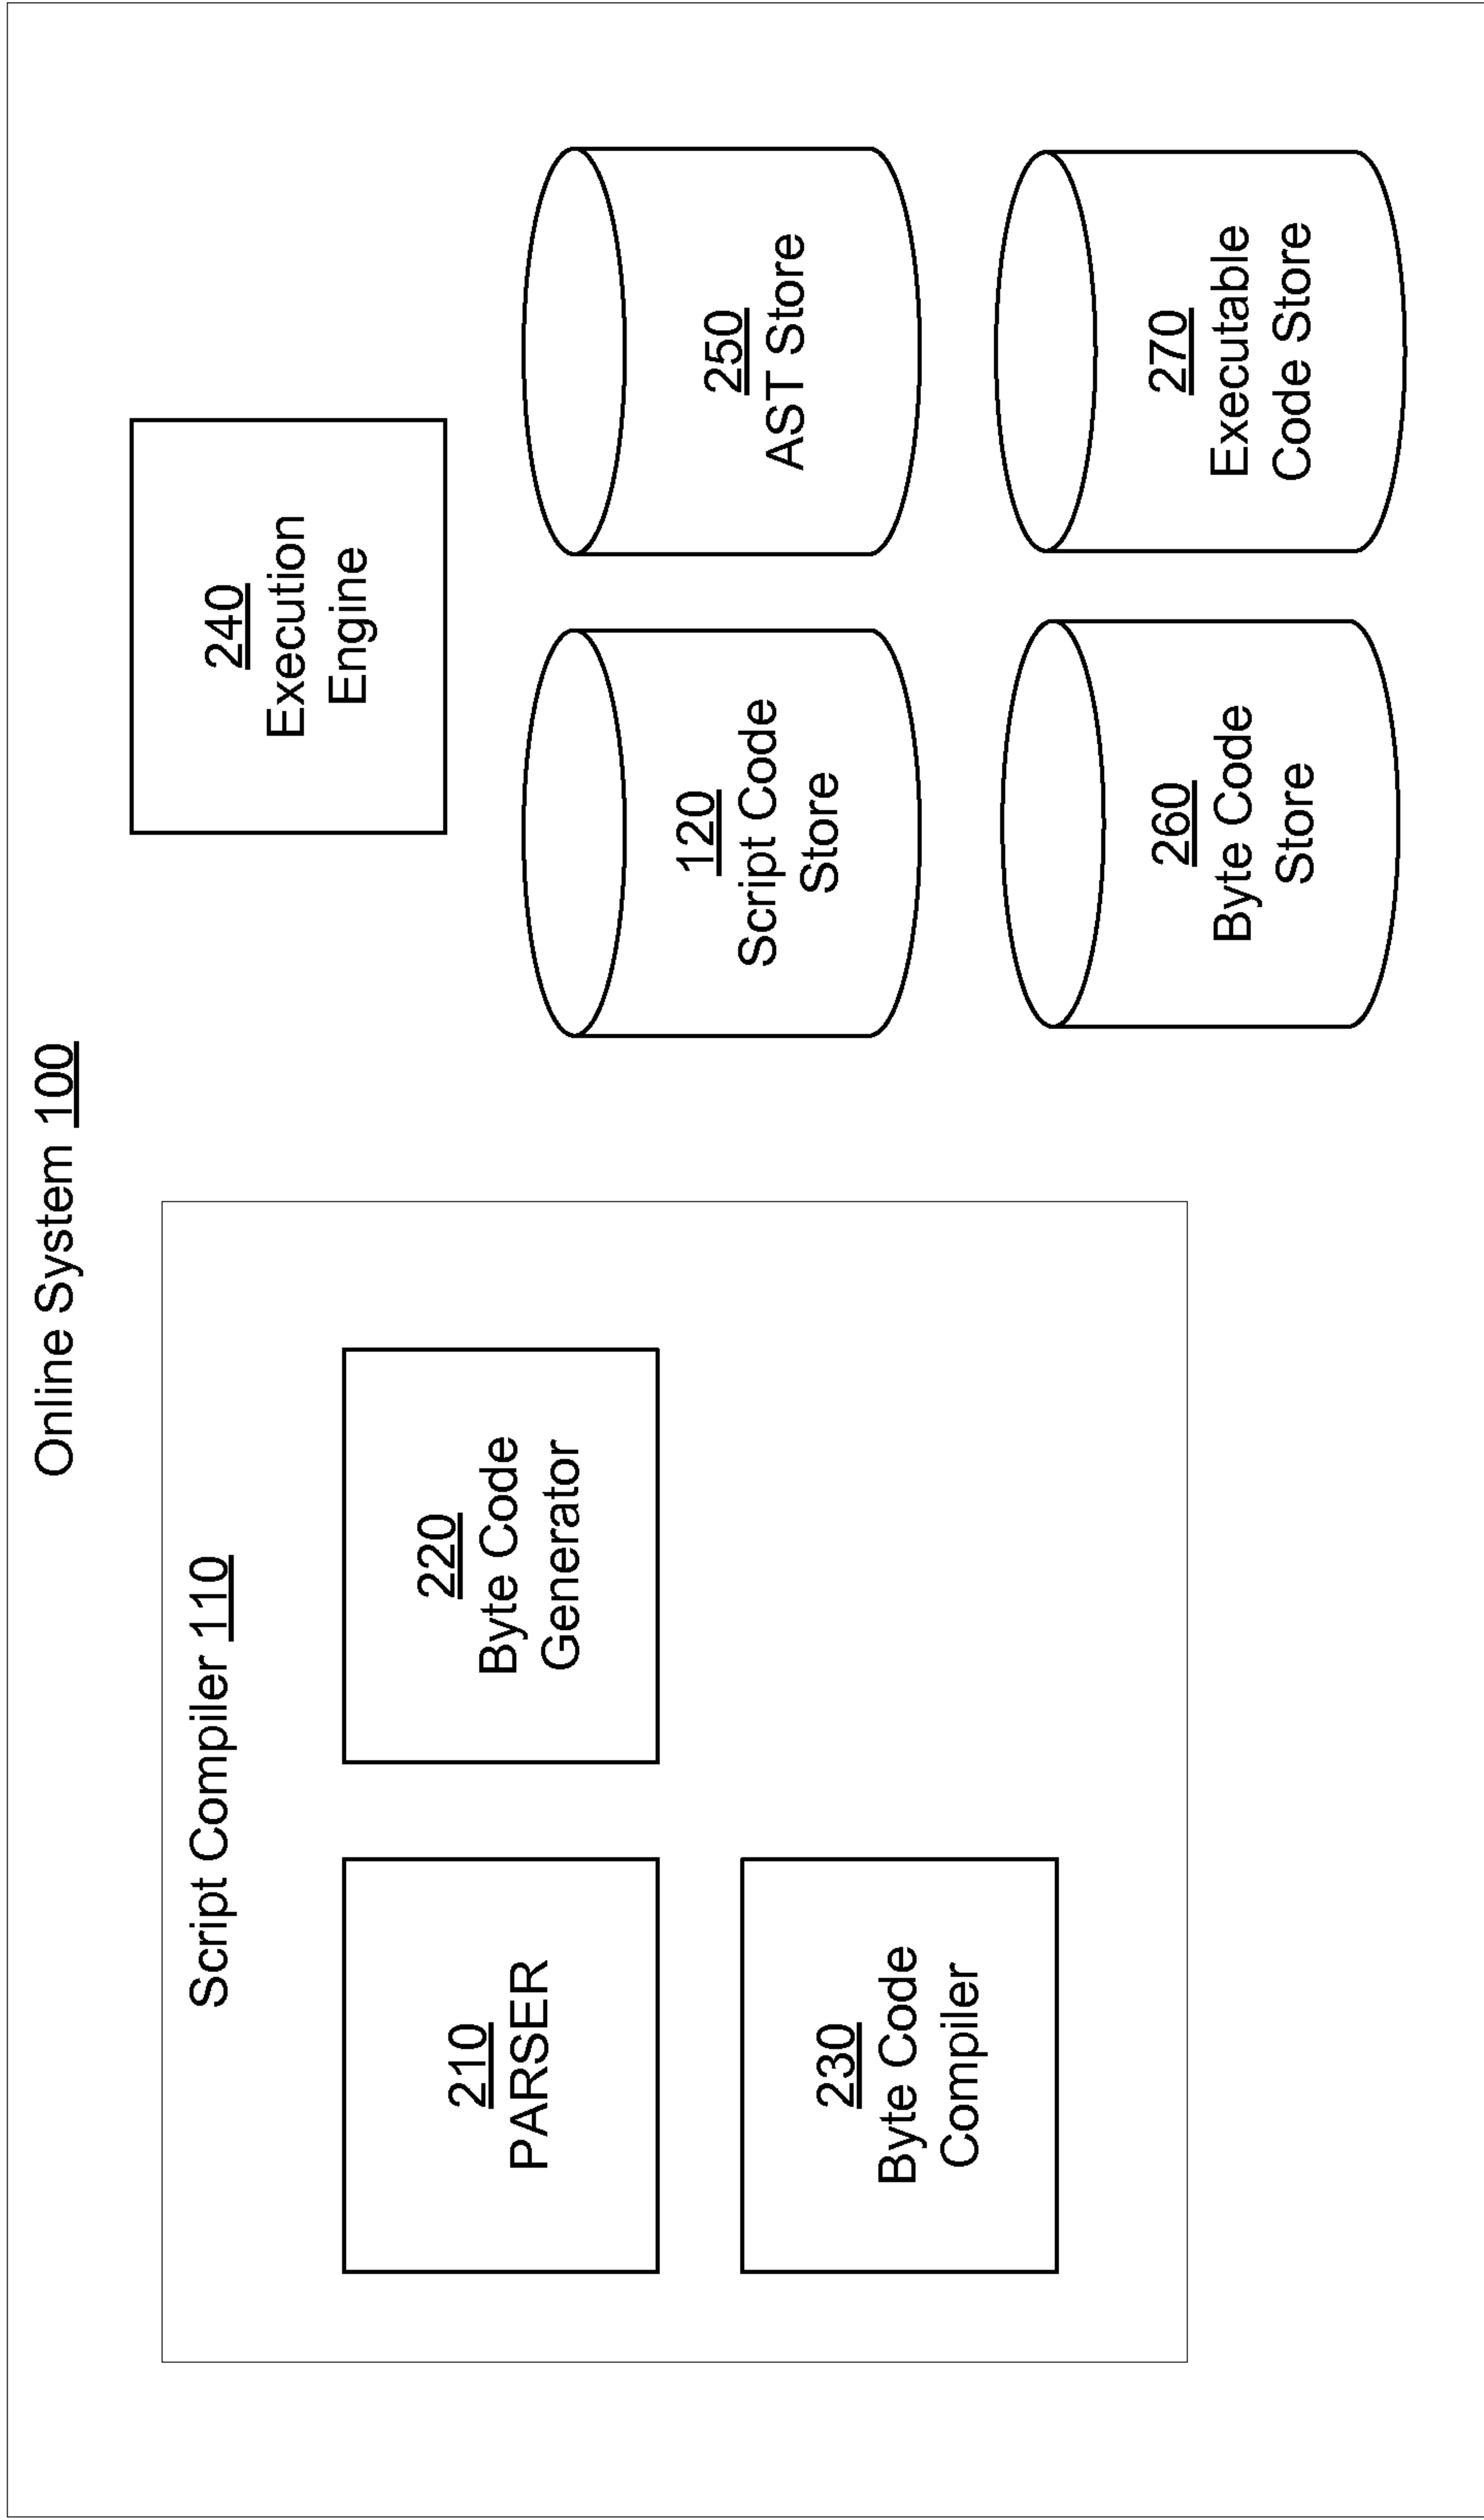 Online System 100
Script Compiler 110
210
PARSER
220
Byte Code
Generator
230
Byte Code
Compiler
240
Execution
Engine
120
Script Code
Store
250
AST Store
260
Byte Code
Store
270
Executable
Code Store